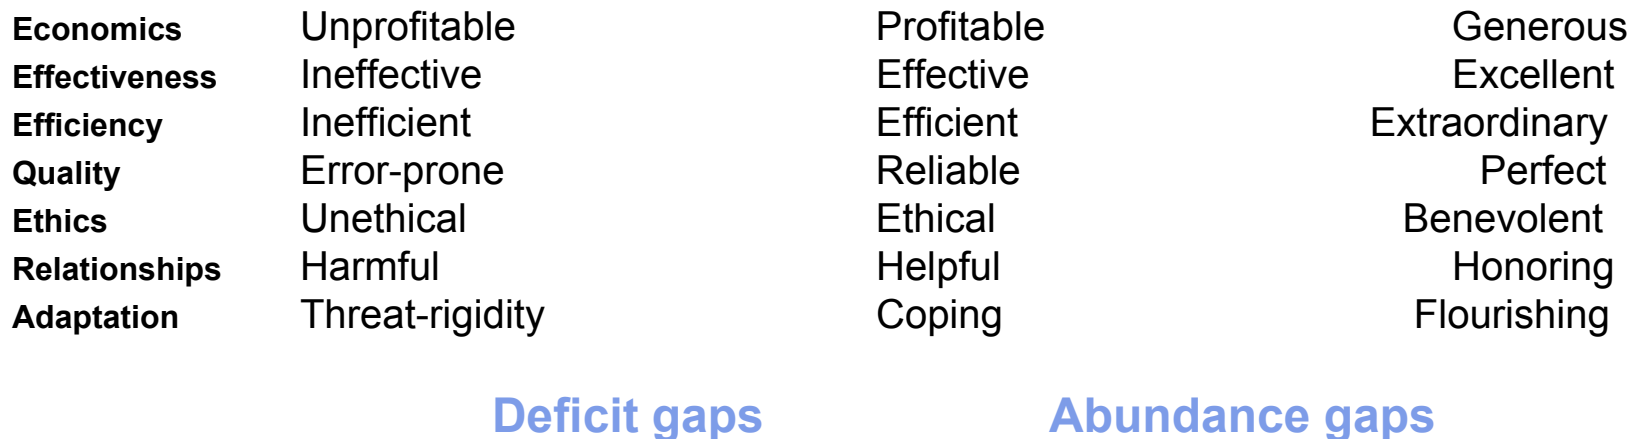 Economics Unprofitable Profitable Generous
Effectiveness Ineffective Effective Excellent
Efficiency Inefficient Efficient Extraordinary
Quality Error-prone Reliable Perfect
Ethics Unethical Ethical Benevolent
Relationships Harmful Helpful Honoring
Adaptation Threat-rigidity Coping Flourishing
Deficit gaps Abundance gaps